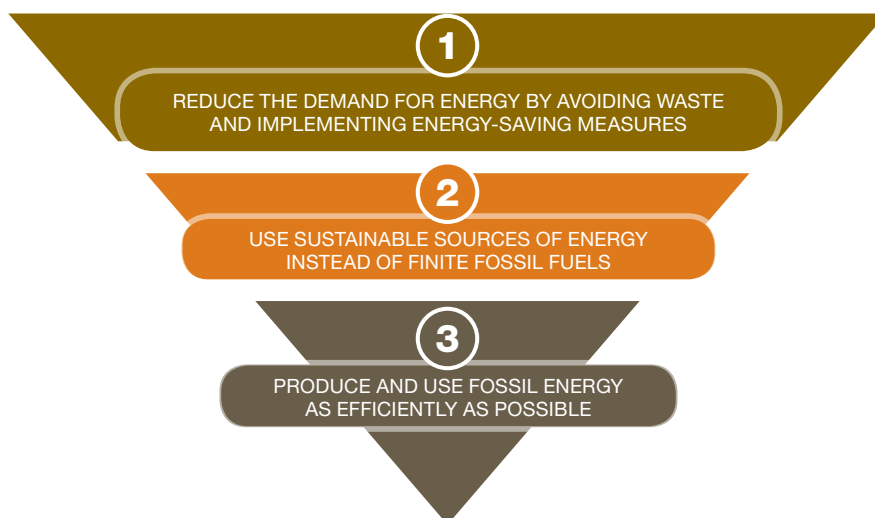 1
REDUCE THE DEMAND FOR ENERGY BY AVOIDING WASTE
AND IMPLEMENTING ENERGY-SAVING MEASURES
2
USE SUSTAINABLE SOURCES OF ENERGY
INSTEAD OF FINITE FOSSIL FUELS
3
PRODUCE AND USE FOSSIL ENERGY
AS EFFICIENTLY AS POSSIBLE